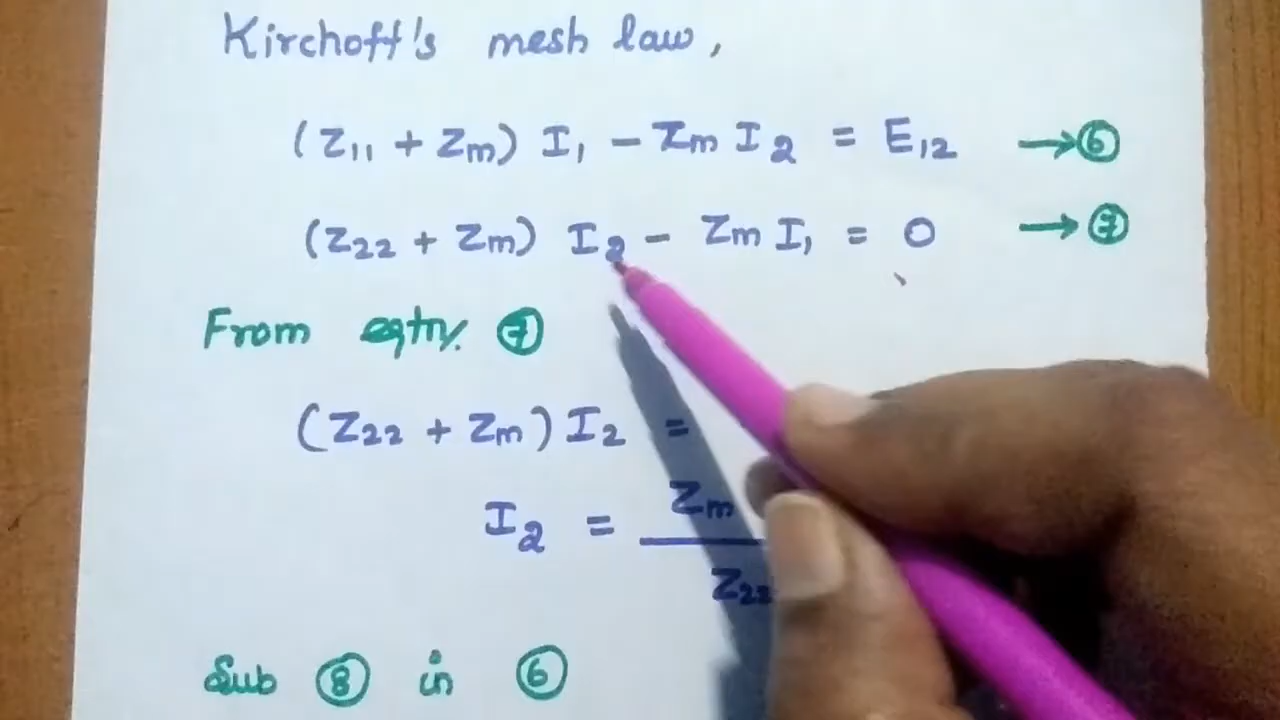 Kirchoff's mesh law,
(Z11 + Zm) I1 - Zm I2 = E12 → ⑥
(Z22 + Zm) I2 - Zm I1 = 0 → ⑦
From eqtn. ⑦
(Z22 + Zm) I2 =
I2 = Zm
Z22
Sub ⑧ in ⑥